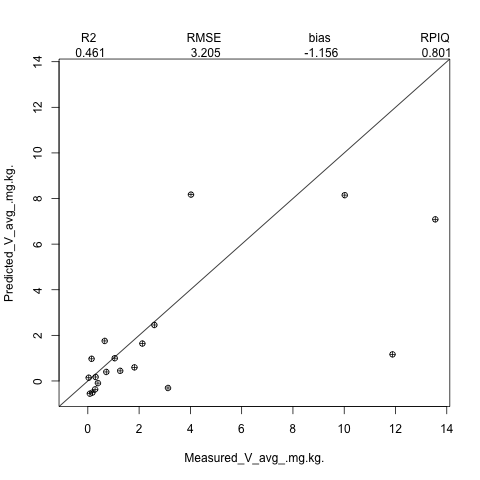 R2 RMSE bias RPIQ
0.461 3.205 -1.156 0.801
Predicted_V_avg_.mg.kg.
14
12
10
8
6
4
2
0
0 2 4 6 8 10 12 14
Measured_V_avg_.mg.kg.